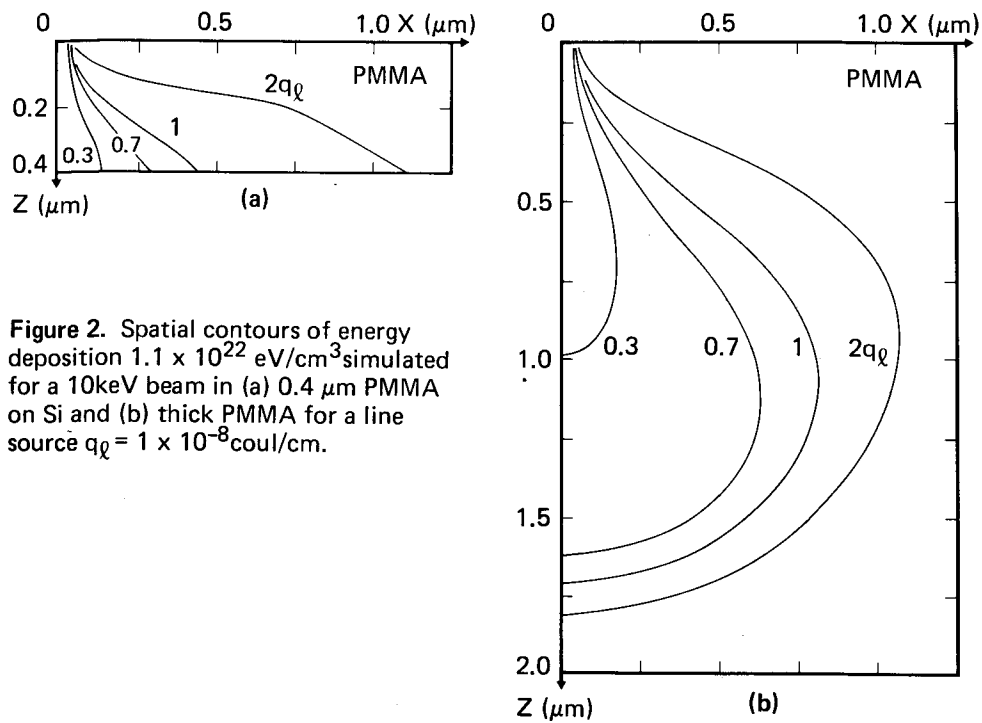 0 0.5 1.0 X (μm)
PMMA
2qℓ
0.2
1
0.7
0.3
0.4
Z (μm)
(a)
Figure 2. Spatial contours of energy
deposition 1.1 x 10²² eV/cm³ simulated
for a 10keV beam in (a) 0.4 μm PMMA
on Si and (b) thick PMMA for a line
source qℓ = 1 x 10⁻⁸ coul/cm.
0 0.5 1.0 X (μm)
PMMA
0.5
1.0
0.3 0.7 1 2qℓ
1.5
2.0
Z (μm)
(b)